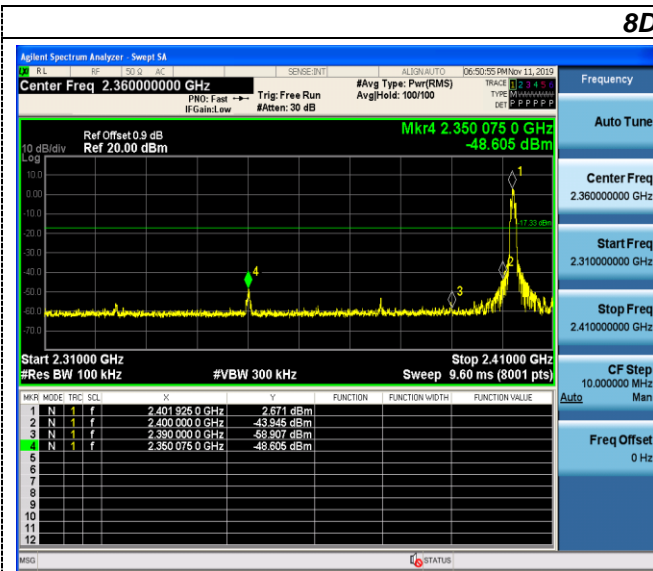 8D
Agilent Spectrum Analyzer - Swept SA
RL RF 50 Ω AC SENSE:INT ALIGNAUTO 06:50:55 PM Nov 11, 2019
Center Freq 2.360000000 GHz
PNO: Fast
IFGain:Low
Trig: Free Run
#Atten: 30 dB
#Avg Type: Pwr(RMS)
Avg|Hold: 100/100
TRACE 1 2 3 4 5 6
TYPE M
DET P P P P P P
Ref Offset 0.9 dB
10 dB/div Ref 20.00 dBm
Log
Mkr4 2.350 075 0 GHz
-48.605 dBm
10.0
0.00
-10.0
-20.0
-30.0
-40.0
-50.0
-60.0
-70.0
-17.33 dBm
1
2
3
4
Start 2.31000 GHz Stop 2.41000 GHz
#Res BW 100 kHz #VBW 300 kHz Sweep 9.60 ms (8001 pts)
MKR MODE TRC SCL X Y FUNCTION FUNCTION WIDTH FUNCTION VALUE
1 N 1 f 2.401 925 0 GHz 2.671 dBm
2 N 1 f 2.400 000 0 GHz -43.945 dBm
3 N 1 f 2.390 000 0 GHz -58.907 dBm
4 N 1 f 2.350 075 0 GHz -48.605 dBm
5
6
7
8
9
10
11
12
MSG STATUS
Frequency
Auto Tune
Center Freq
2.360000000 GHz
Start Freq
2.310000000 GHz
Stop Freq
2.410000000 GHz
CF Step
10.000000 MHz
Auto Man
Freq Offset
0 Hz